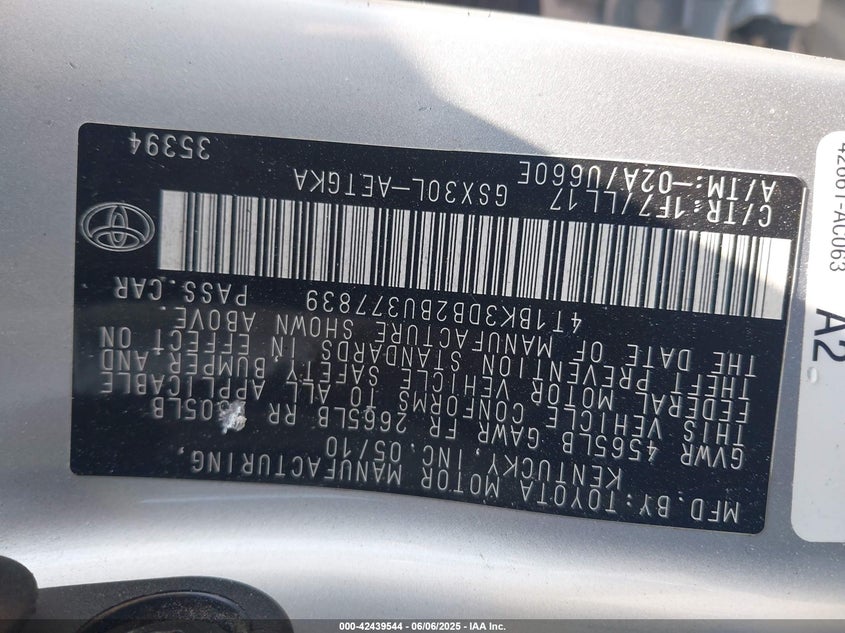 MFD. BY: TOYOTA MOTOR MANUFACTURING,
KENTUCKY, INC. 05/10
GVWR 4565LB GAWR FR 2665LB RR 2305LB
THIS VEHICLE CONFORMS TO ALL APPLICABLE
FEDERAL MOTOR VEHICLE SAFETY BUMPER AND
THEFT PREVENTION STANDARDS IN EFFECT ON
THE DATE OF MANUFACTURE SHOWN ABOVE.
4T1BK3DB2BU377839 PASS.CAR
C/TR:1F7/LL17 GSX30L-AETGKA
A/TM:-02A/U660E 35394
42661-AC063
A2
000-42439544 / 06/06/2025 - IAA Inc.